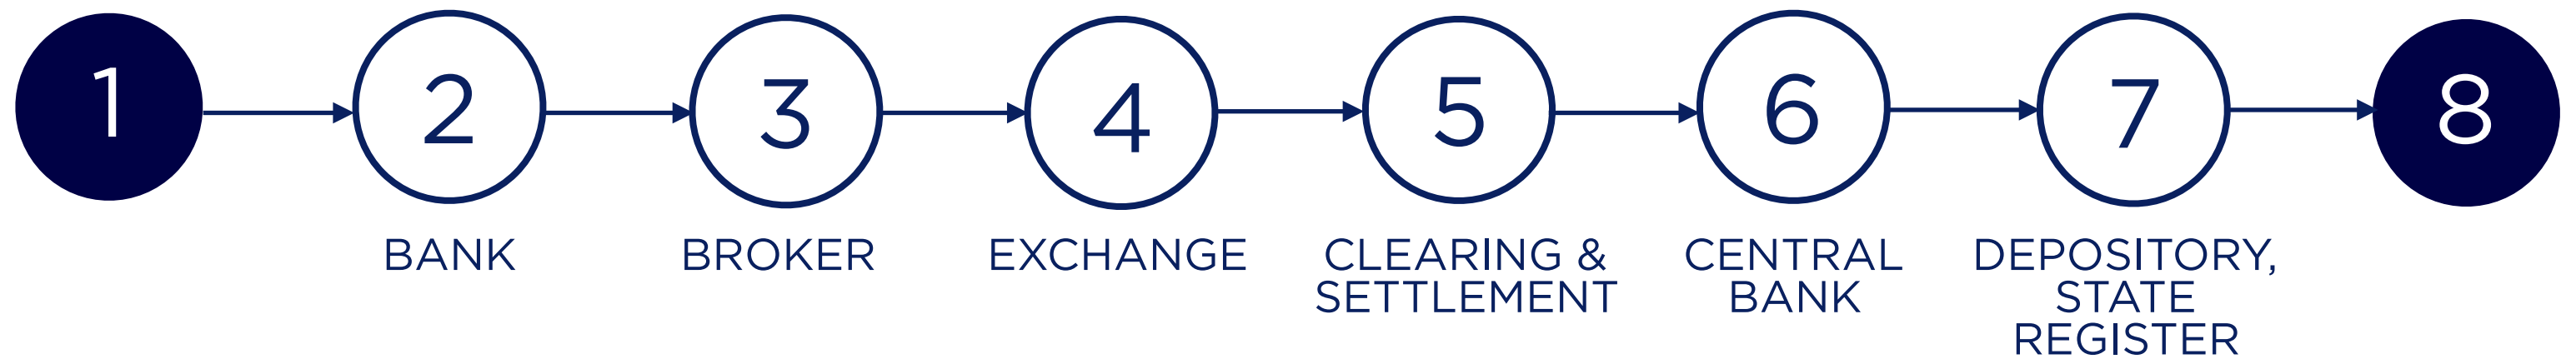 1
2
3
4
5
6
7
8
BANK
BROKER
EXCHANGE
CLEARING &
SETTLEMENT
CENTRAL
BANK
DEPOSITORY,
STATE
REGISTER